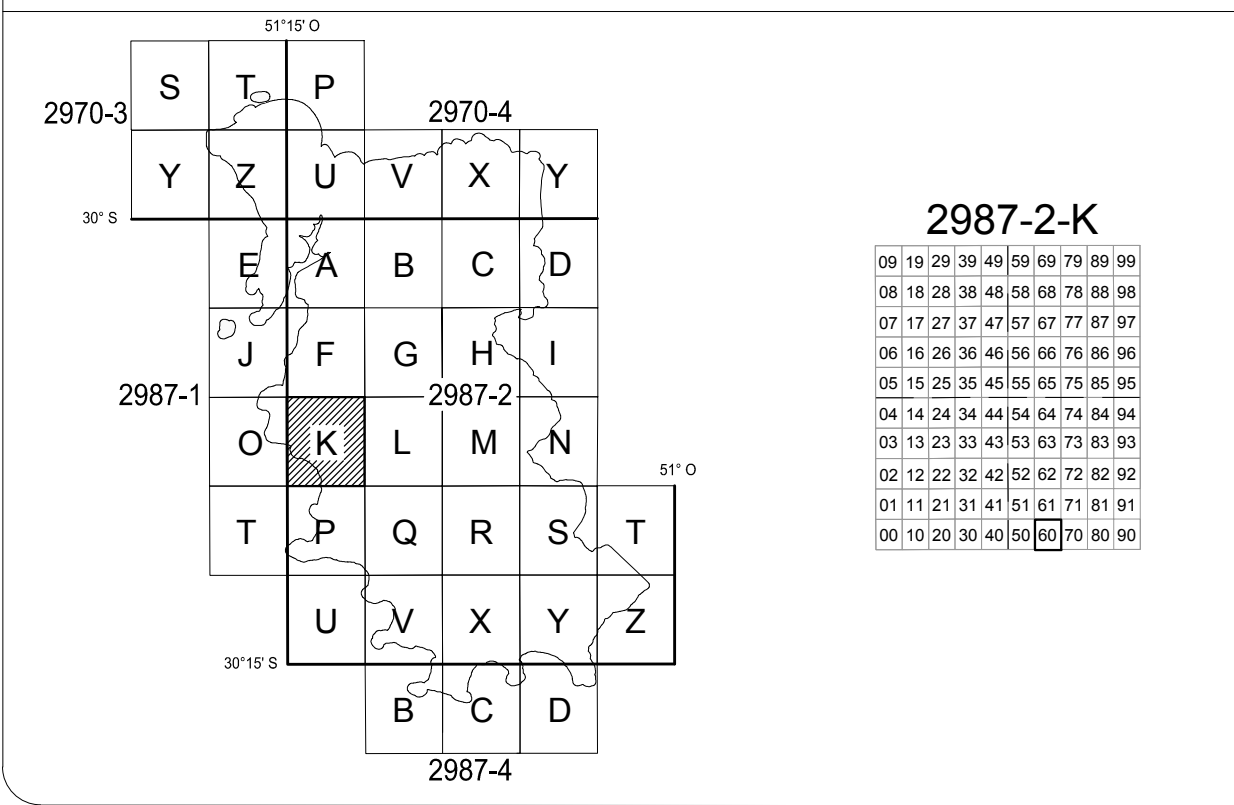 51°15' O
S T P
2970-3 2970-4
Y Z U V X Y
30° S
E A B C D
J F G H I
2987-1 2987-2
O K L M N
51° O
T P Q R S T
U V X Y Z
30°15' S
B C D
2987-4
2987-2-K
09 19 29 39 49 59 69 79 89 99
08 18 28 38 48 58 68 78 88 98
07 17 27 37 47 57 67 77 87 97
06 16 26 36 46 56 66 76 86 96
05 15 25 35 45 55 65 75 85 95
04 14 24 34 44 54 64 74 84 94
03 13 23 33 43 53 63 73 83 93
02 12 22 32 42 52 62 72 82 92
01 11 21 31 41 51 61 71 81 91
00 10 20 30 40 50 60 70 80 90